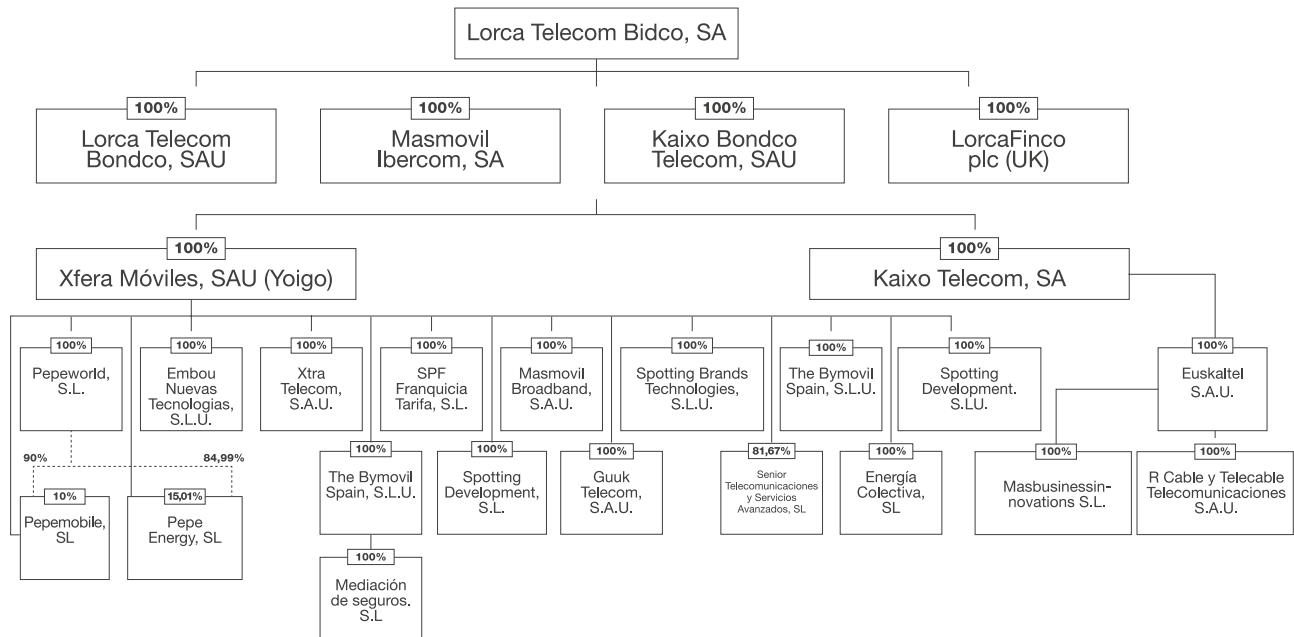 Lorca Telecom Bidco, SA
100%
Lorca Telecom
Bondco, SAU
100%
Masmovil
Ibercom, SA
100%
Kaixo Bondco
Telecom, SAU
100%
LorcaFinco
plc (UK)
100%
Xfera Móviles, SAU (Yoigo)
100%
Kaixo Telecom, SA
100%
Pepeworld,
S.L.
100%
Embou
Nuevas
Tecnologias,
S.L.U.
100%
Xtra
Telecom,
S.A.U.
100%
SPF
Franquicia
Tarifa, S.L.
100%
Masmovil
Broadband,
S.A.U.
100%
Spotting Brands
Technologies,
S.L.U.
100%
The Bymovil
Spain, S.L.U.
100%
Spotting
Development.
S.LU.
100%
Euskaltel
S.A.U.
90%
84,99%
10%
Pepemobile,
SL
15,01%
Pepe
Energy, SL
100%
The Bymovil
Spain, S.L.U.
100%
Spotting
Development,
S.L.
100%
Guuk
Telecom,
S.A.U.
81,67%
Senior
Telecomunicaciones
y Servicios
Avanzados, SL
100%
Energía
Colectiva,
SL
100%
Masbusinessin-
novations S.L.
100%
R Cable y Telecable
Telecomunicaciones
S.A.U.
100%
Mediación
de seguros.
S.L